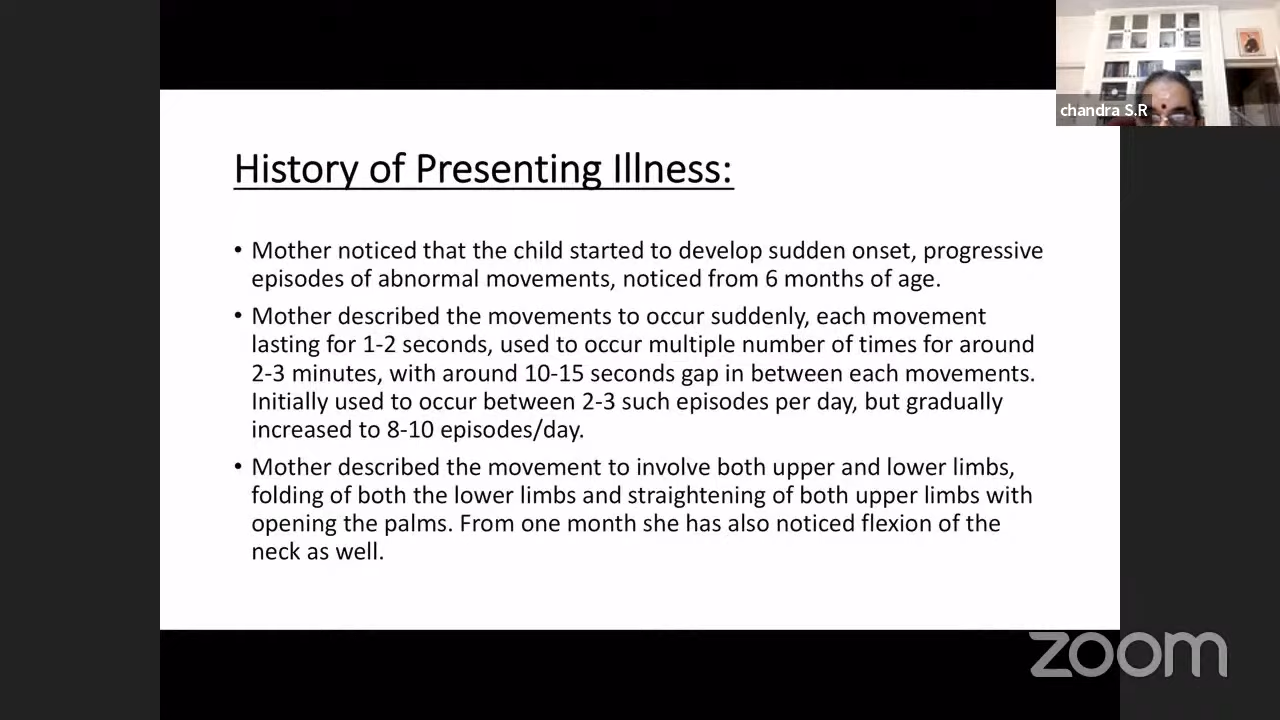 chandra S.R
History of Presenting Illness:
• Mother noticed that the child started to develop sudden onset, progressive
episodes of abnormal movements, noticed from 6 months of age.
• Mother described the movements to occur suddenly, each movement
lasting for 1-2 seconds, used to occur multiple number of times for around
2-3 minutes, with around 10-15 seconds gap in between each movements.
Initially used to occur between 2-3 such episodes per day, but gradually
increased to 8-10 episodes/day.
• Mother described the movement to involve both upper and lower limbs,
folding of both the lower limbs and straightening of both upper limbs with
opening the palms. From one month she has also noticed flexion of the
neck as well.
zoom